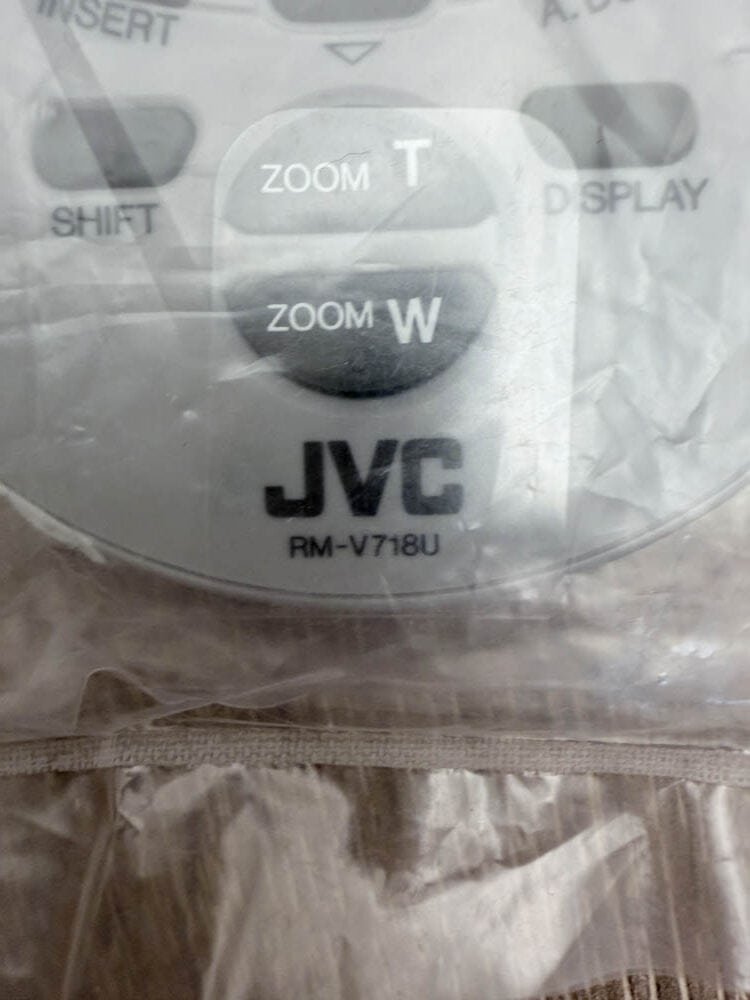 INSERT
SHIFT
ZOOM T
DISPLAY
ZOOM W
JVC
RM-V718U